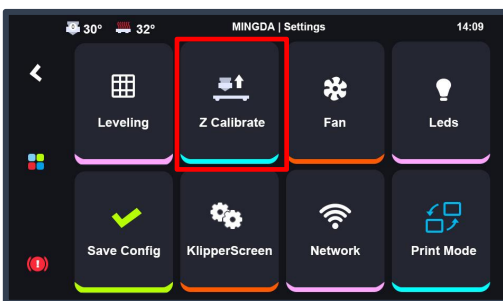 30° 32° MINGDA | Settings 14:09
Leveling Z Calibrate Fan Leds
Save Config KlipperScreen Network Print Mode